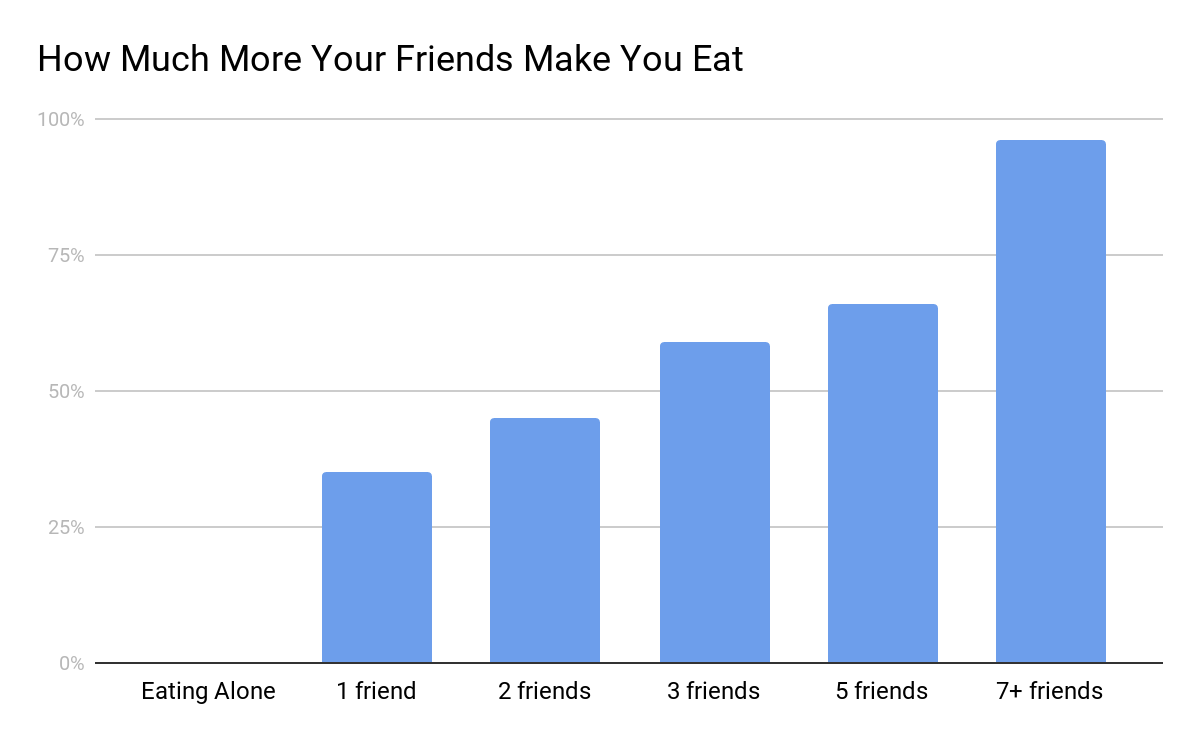 How Much More Your Friends Make You Eat
100%
75%
50%
25%
0%
Eating Alone 1 friend 2 friends 3 friends 5 friends 7+ friends